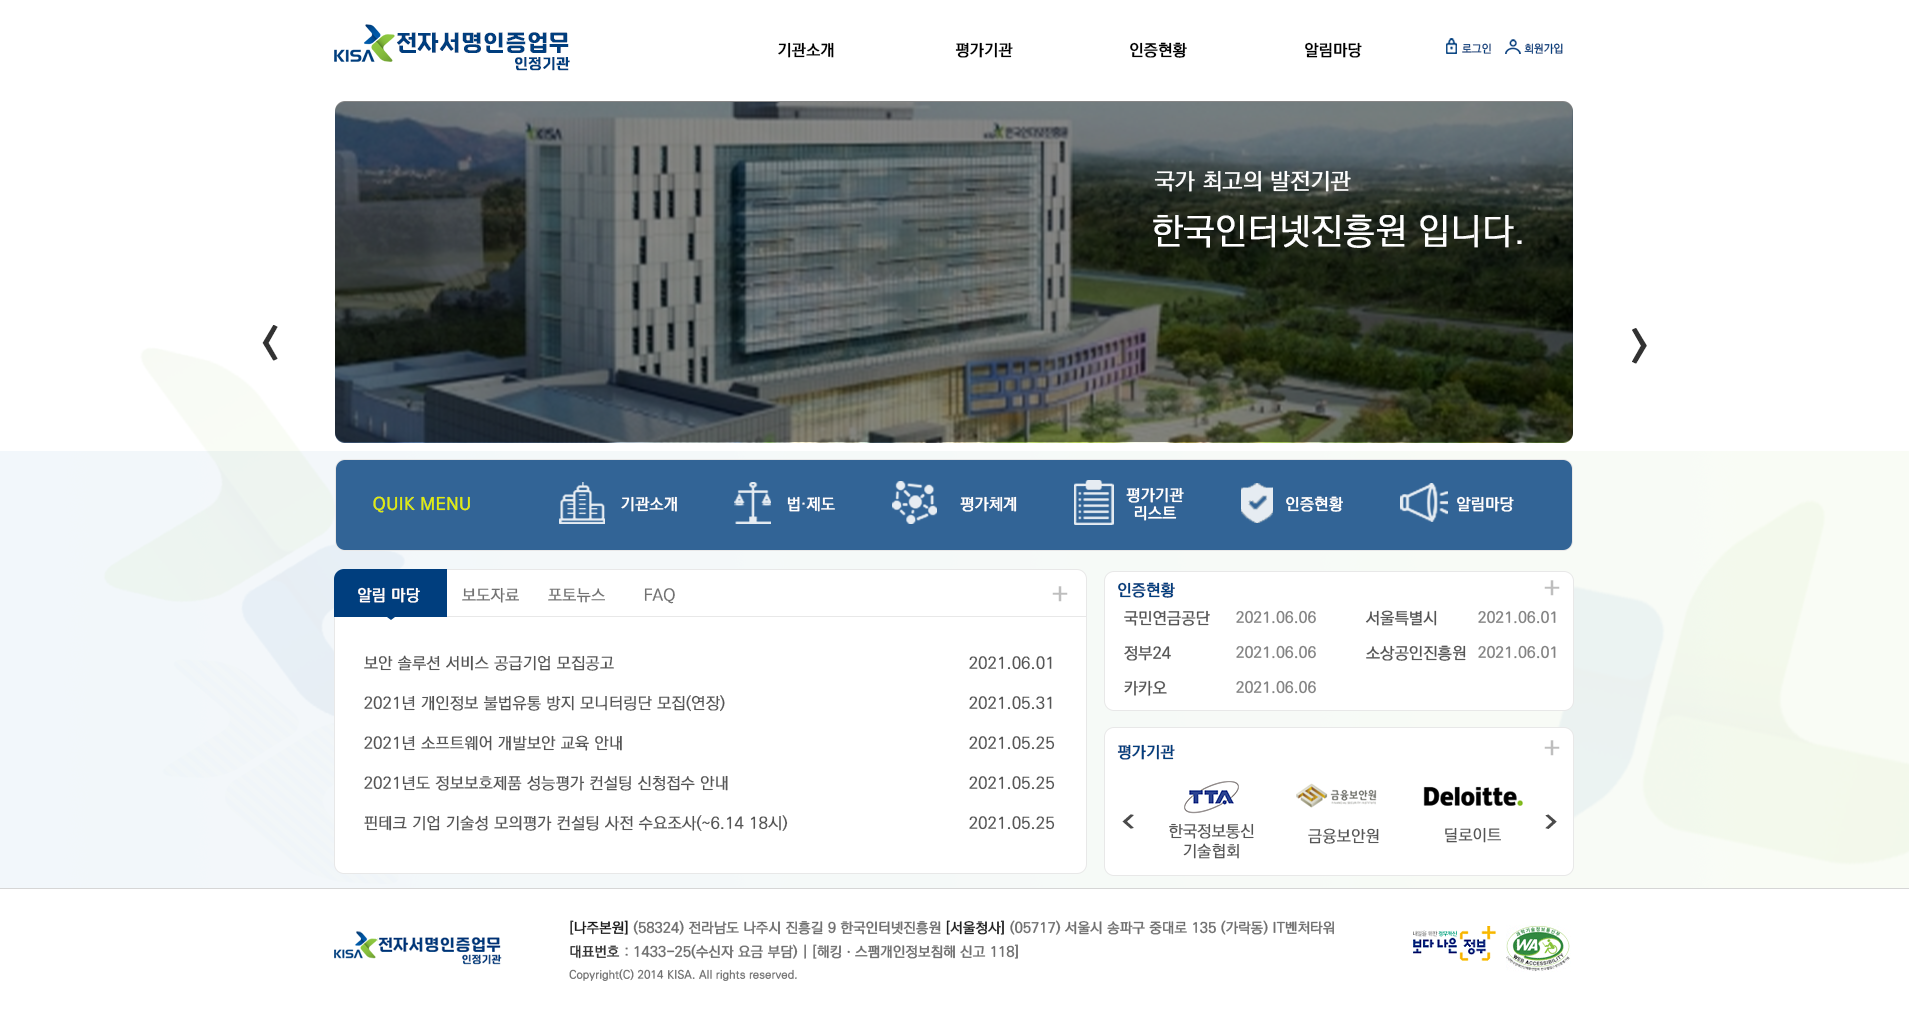 KISA 전자서명인증업무
인정기관
기관소개
평가기관
인증현황
알림마당
로그인
회원가입
KISA
한국인터넷진흥원
국가 최고의 발전기관
한국인터넷진흥원 입니다.
QUIK MENU
기관소개
법·제도
평가체계
평가기관
리스트
인증현황
알림마당
알림 마당
보도자료
포토뉴스
FAQ
보안 솔루션 서비스 공급기업 모집공고 2021.06.01
2021년 개인정보 불법유통 방지 모니터링단 모집(연장) 2021.05.31
2021년 소프트웨어 개발보안 교육 안내 2021.05.25
2021년도 정보보호제품 성능평가 컨설팅 신청접수 안내 2021.05.25
핀테크 기업 기술성 모의평가 컨설팅 사전 수요조사(~6.14 18시) 2021.05.25
인증현황
국민연금공단 2021.06.06 서울특별시 2021.06.01
정부24 2021.06.06 소상공인진흥원 2021.06.01
카카오 2021.06.06
평가기관
TTA
한국정보통신
기술협회
금융보안원
금융보안원
Deloitte.
딜로이트
KISA 전자서명인증업무
인정기관
[나주본원] (58324) 전라남도 나주시 진흥길 9 한국인터넷진흥원 [서울청사] (05717) 서울시 송파구 중대로 135 (가락동) IT벤처타워
대표번호 : 1433-25(수신자 요금 부담) | [해킹 · 스팸개인정보침해 신고 118]
Copyright(C) 2014 KISA. All rights reserved.
보다 나은 정부
WA
WEB ACCESSIBILITY